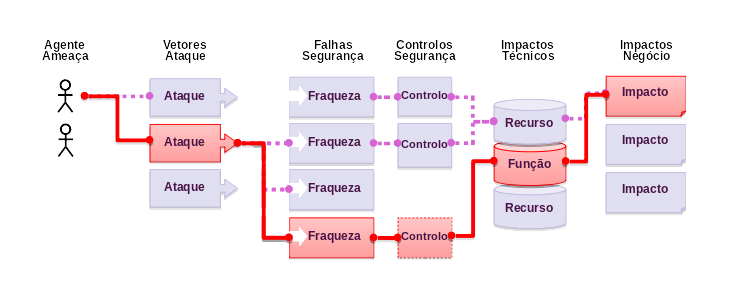 Agente
Ameaça
Vetores
Ataque
Falhas
Segurança
Controlos
Segurança
Impactos
Técnicos
Impactos
Negócio
Ataque
Fraqueza
Controlo
Recurso
Impacto
Ataque
Fraqueza
Controlo
Função
Impacto
Ataque
Fraqueza
Recurso
Impacto
Fraqueza
Controlo